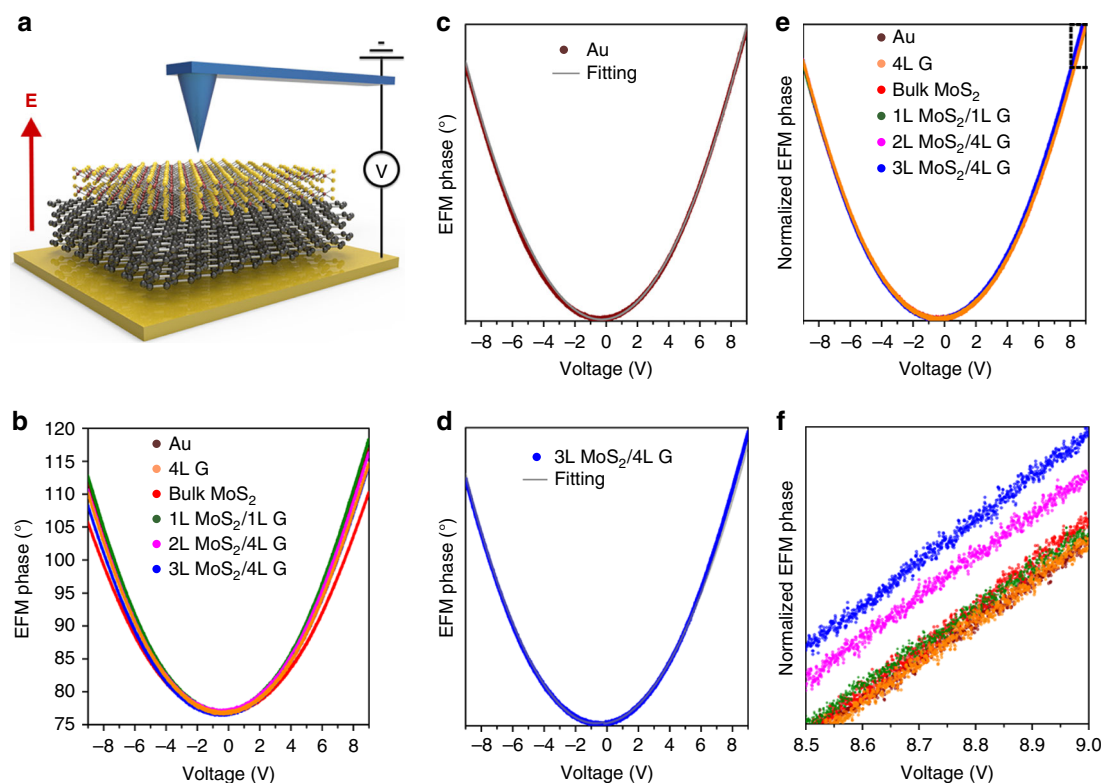 a
E
V
b
120
115
110
105
100
95
90
85
80
75
EFM phase (°)
Au
4L G
Bulk MoS₂
1L MoS₂/1L G
2L MoS₂/4L G
3L MoS₂/4L G
−8 −6 −4 −2 0 2 4 6 8
Voltage (V)
c
EFM phase (°)
Au
Fitting
−8 −6 −4 −2 0 2 4 6 8
Voltage (V)
d
EFM phase (°)
3L MoS₂/4L G
Fitting
−8 −6 −4 −2 0 2 4 6 8
Voltage (V)
e
Normalized EFM phase
Au
4L G
Bulk MoS₂
1L MoS₂/1L G
2L MoS₂/4L G
3L MoS₂/4L G
−8 −6 −4 −2 0 2 4 6 8
Voltage (V)
f
Normalized EFM phase
8.5 8.6 8.7 8.8 8.9 9.0
Voltage (V)